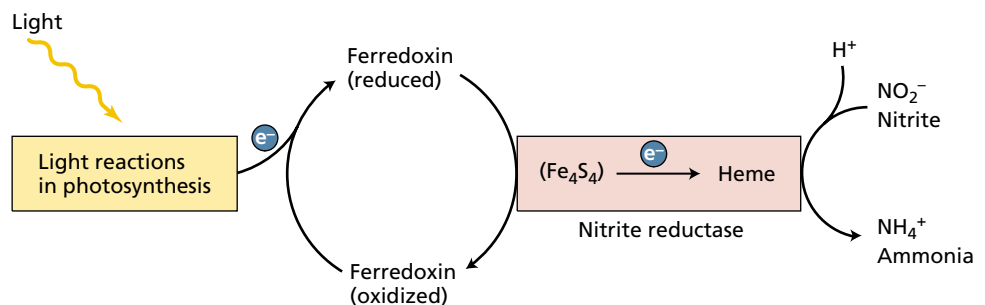 Light
Ferredoxin
(reduced)
H⁺
NO₂⁻
Nitrite
e⁻
e⁻
Light reactions
in photosynthesis
(Fe₄S₄)
Heme
Nitrite reductase
NH₄⁺
Ammonia
Ferredoxin
(oxidized)